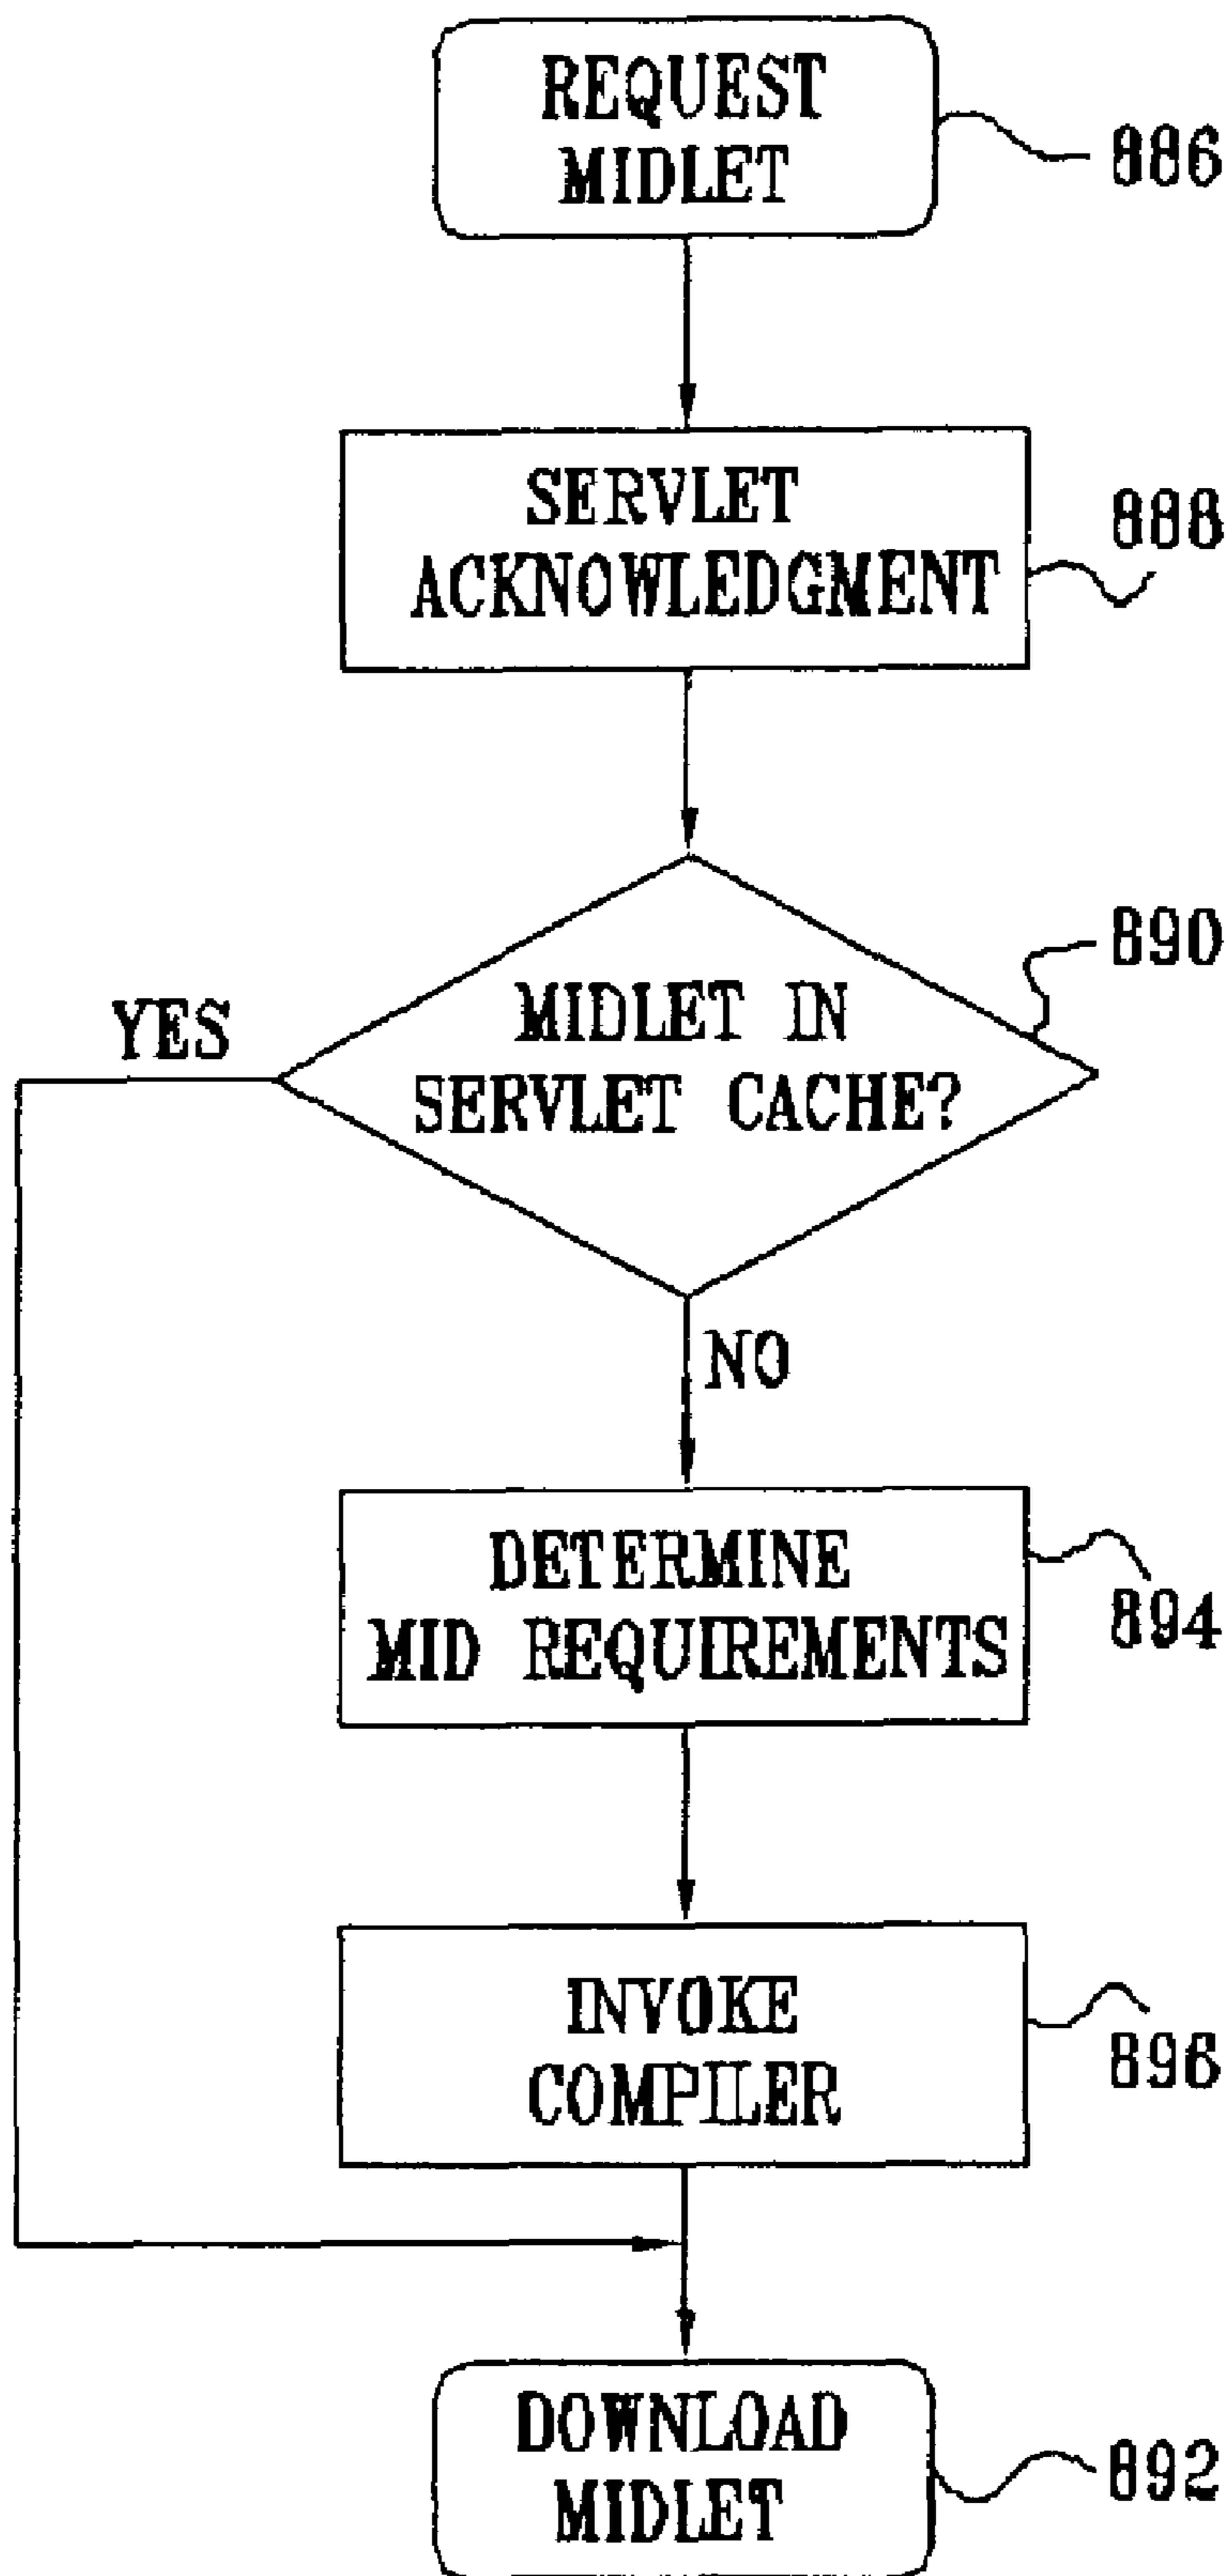 REQUEST
MIDLET
886
SERVLET
ACKNOWLEDGMENT
888
890
YES
MIDLET IN
SERVLET CACHE?
NO
DETERMINE
MID REQUIREMENTS
894
INVOKE
COMPILER
896
DOWNLOAD
MIDLET
892